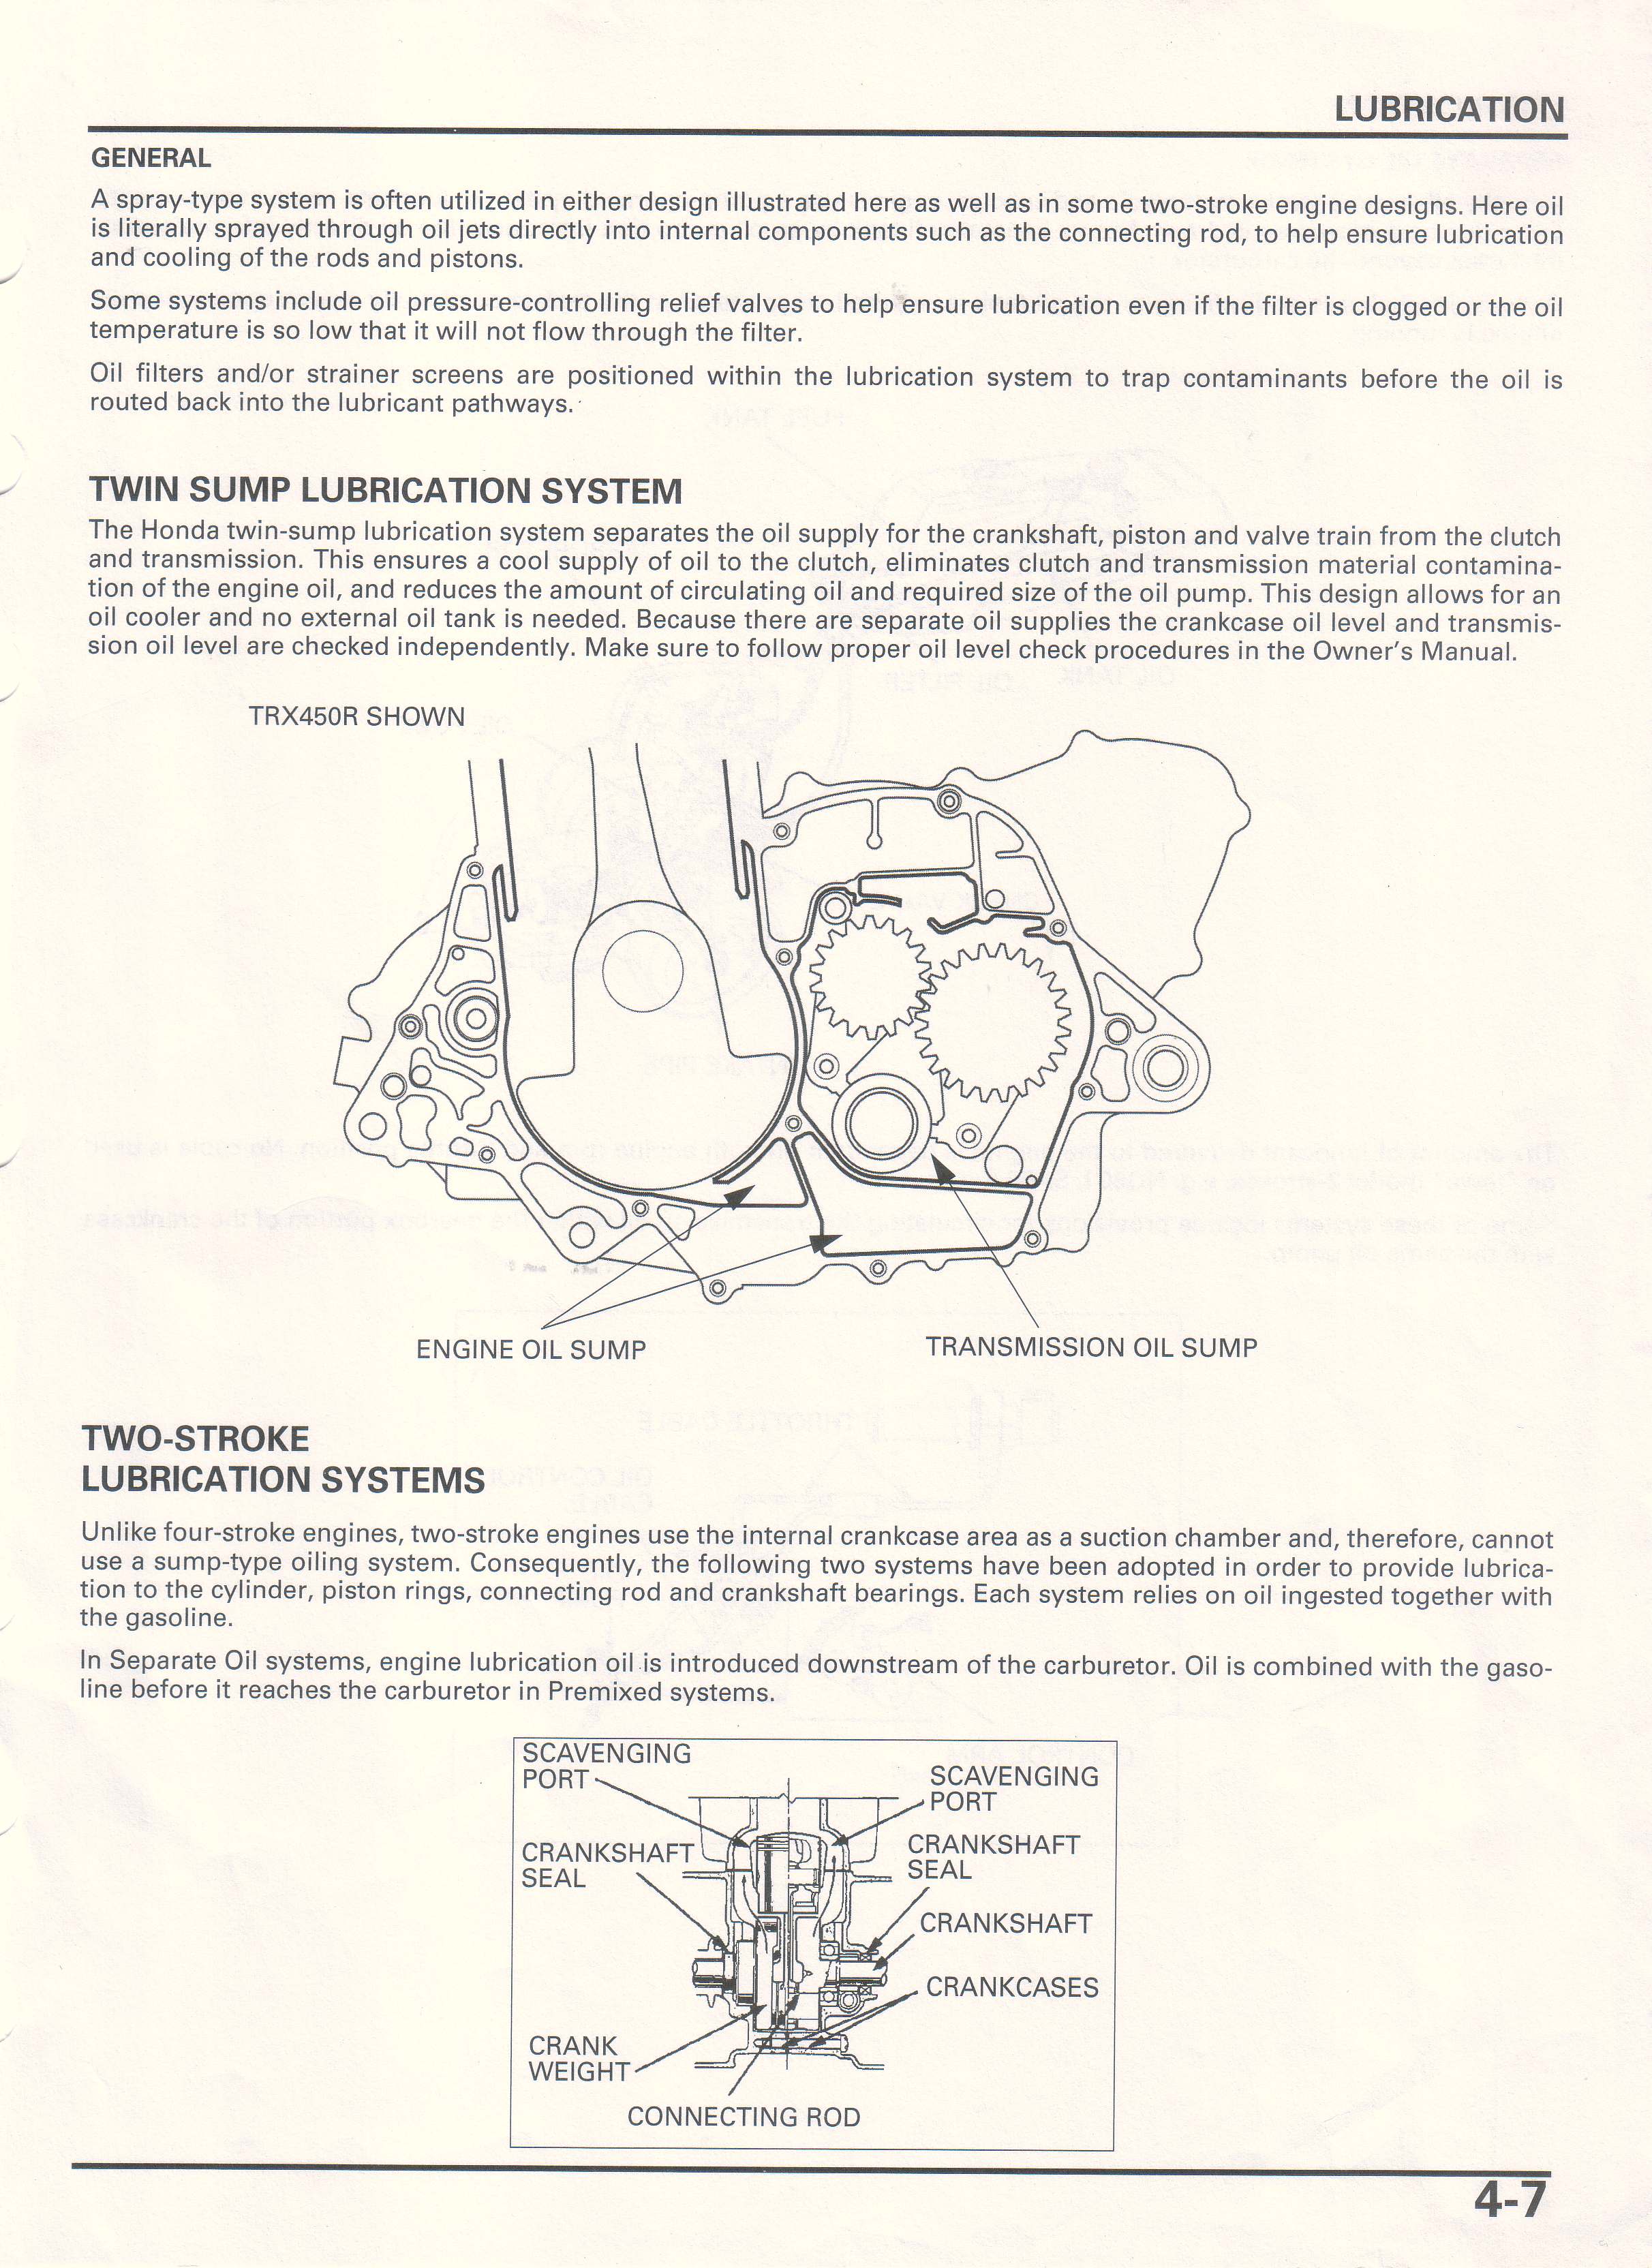 LUBRICATION
GENERAL
A spray-type system is often utilized in either design illustrated here as well as in some two-stroke engine designs. Here oil
is literally sprayed through oil jets directly into internal components such as the connecting rod, to help ensure lubrication
and cooling of the rods and pistons.
Some systems include oil pressure-controlling relief valves to help ensure lubrication even if the filter is clogged or the oil
temperature is so low that it will not flow through the filter.
Oil filters and/or strainer screens are positioned within the lubrication system to trap contaminants before the oil is
routed back into the lubricant pathways.
TWIN SUMP LUBRICATION SYSTEM
The Honda twin-sump lubrication system separates the oil supply for the crankshaft, piston and valve train from the clutch
and transmission. This ensures a cool supply of oil to the clutch, eliminates clutch and transmission material contamina-
tion of the engine oil, and reduces the amount of circulating oil and required size of the oil pump. This design allows for an
oil cooler and no external oil tank is needed. Because there are separate oil supplies the crankcase oil level and transmis-
sion oil level are checked independently. Make sure to follow proper oil level check procedures in the Owner's Manual.
TRX450R SHOWN
ENGINE OIL SUMP
TRANSMISSION OIL SUMP
TWO-STROKE
LUBRICATION SYSTEMS
Unlike four-stroke engines, two-stroke engines use the internal crankcase area as a suction chamber and, therefore, cannot
use a sump-type oiling system. Consequently, the following two systems have been adopted in order to provide lubrica-
tion to the cylinder, piston rings, connecting rod and crankshaft bearings. Each system relies on oil ingested together with
the gasoline.
In Separate Oil systems, engine lubrication oil is introduced downstream of the carburetor. Oil is combined with the gaso-
line before it reaches the carburetor in Premixed systems.
SCAVENGING
PORT
SCAVENGING
PORT
CRANKSHAFT
SEAL
CRANKSHAFT
SEAL
CRANKSHAFT
CRANKCASES
CRANK
WEIGHT
CONNECTING ROD
4-7